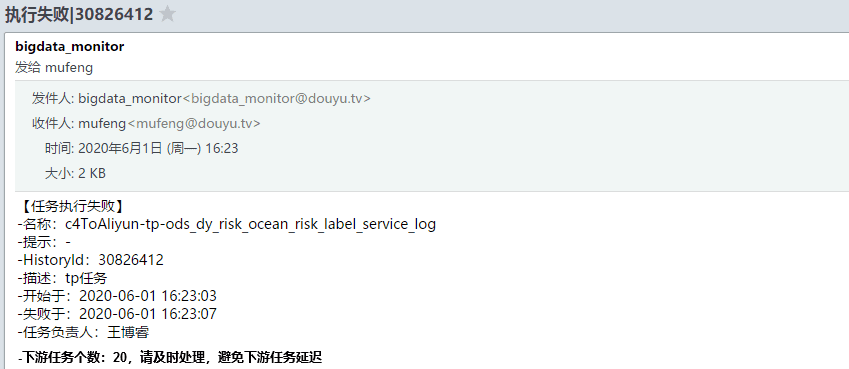 执行失败|30826412
bigdata_monitor
发给 mufeng
发件人: bigdata_monitor<bigdata_monitor@douyu.tv>
收件人: mufeng<mufeng@douyu.tv>
时间: 2020年6月1日 (周一) 16:23
大小: 2 KB
【任务执行失败】
-名称：c4ToAliyun-tp-ods_dy_risk_ocean_risk_label_service_log
-提示：-
-HistoryId：30826412
-描述：tp任务
-开始于：2020-06-01 16:23:03
-失败于：2020-06-01 16:23:07
-任务负责人：王博睿
-下游任务个数：20，请及时处理，避免下游任务延迟